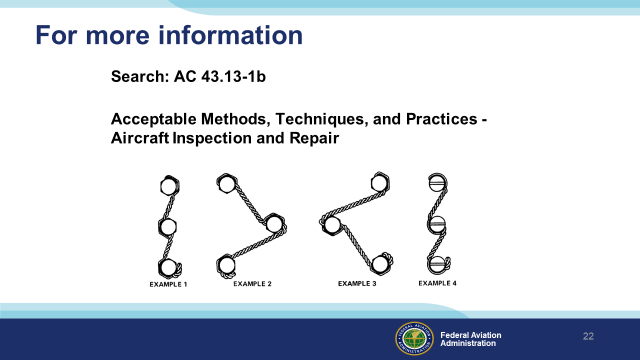 For more information
Search: AC 43.13-1b
Acceptable Methods, Techniques, and Practices -
Aircraft Inspection and Repair
EXAMPLE 1
EXAMPLE 2
EXAMPLE 3
EXAMPLE 4
Federal Aviation
Administration
22